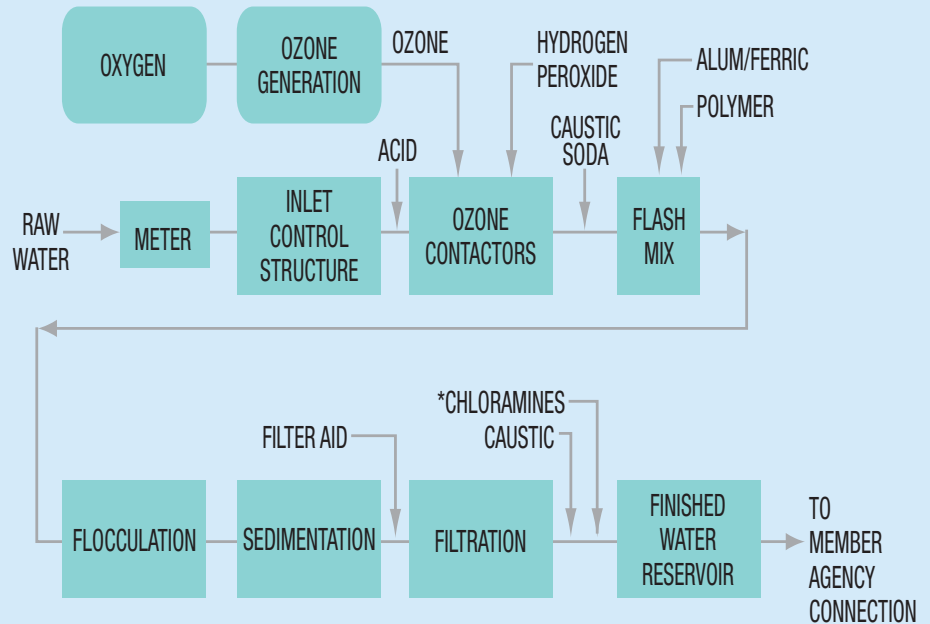 OXYGEN
OZONE
GENERATION
OZONE
HYDROGEN
PEROXIDE
ALUM/FERRIC
POLYMER
CAUSTIC
SODA
ACID
RAW
WATER
METER
INLET
CONTROL
STRUCTURE
OZONE
CONTACTORS
FLASH
MIX
*CHLORAMINES
CAUSTIC
FILTER AID
FLOCCULATION
SEDIMENTATION
FILTRATION
FINISHED
WATER
RESERVOIR
TO
MEMBER
AGENCY
CONNECTION